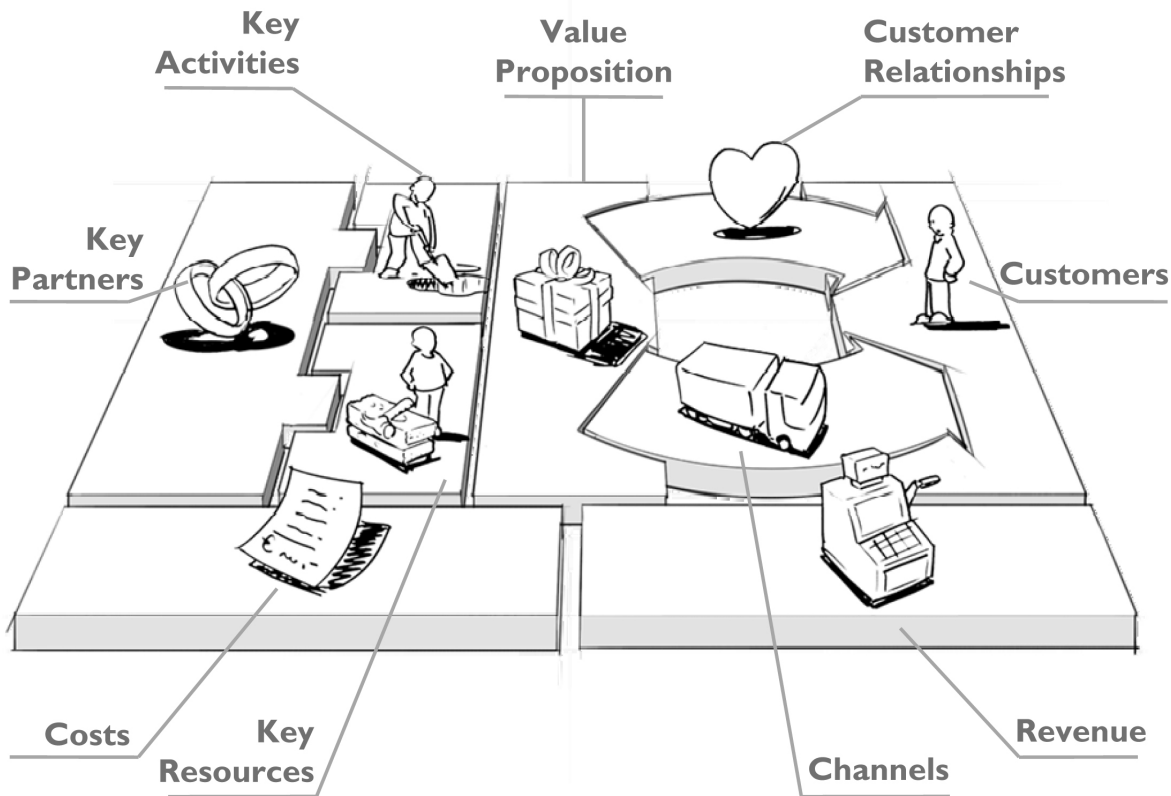 Key
Activities
Value
Proposition
Customer
Relationships
Key
Partners
Customers
Costs
Key
Resources
Channels
Revenue